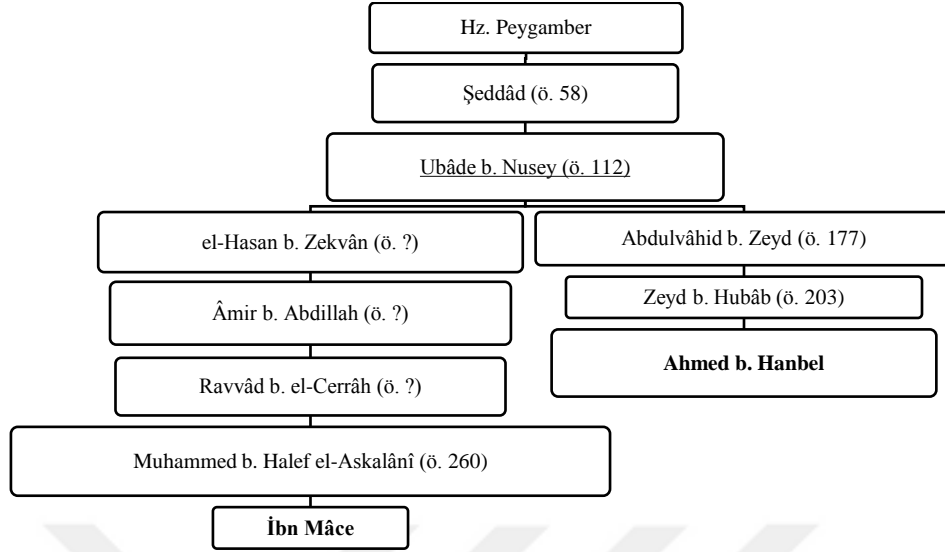 Hz. Peygamber
Şeddâd (ö. 58)
Ubâde b. Nusey (ö. 112)
el-Hasan b. Zekvân (ö. ?)
Abdulvâhid b. Zeyd (ö. 177)
Âmir b. Abdillah (ö. ?)
Zeyd b. Hubâb (ö. 203)
Ravvâd b. el-Cerrâh (ö. ?)
Ahmed b. Hanbel
Muhammed b. Halef el-Askalânî (ö. 260)
İbn Mâce